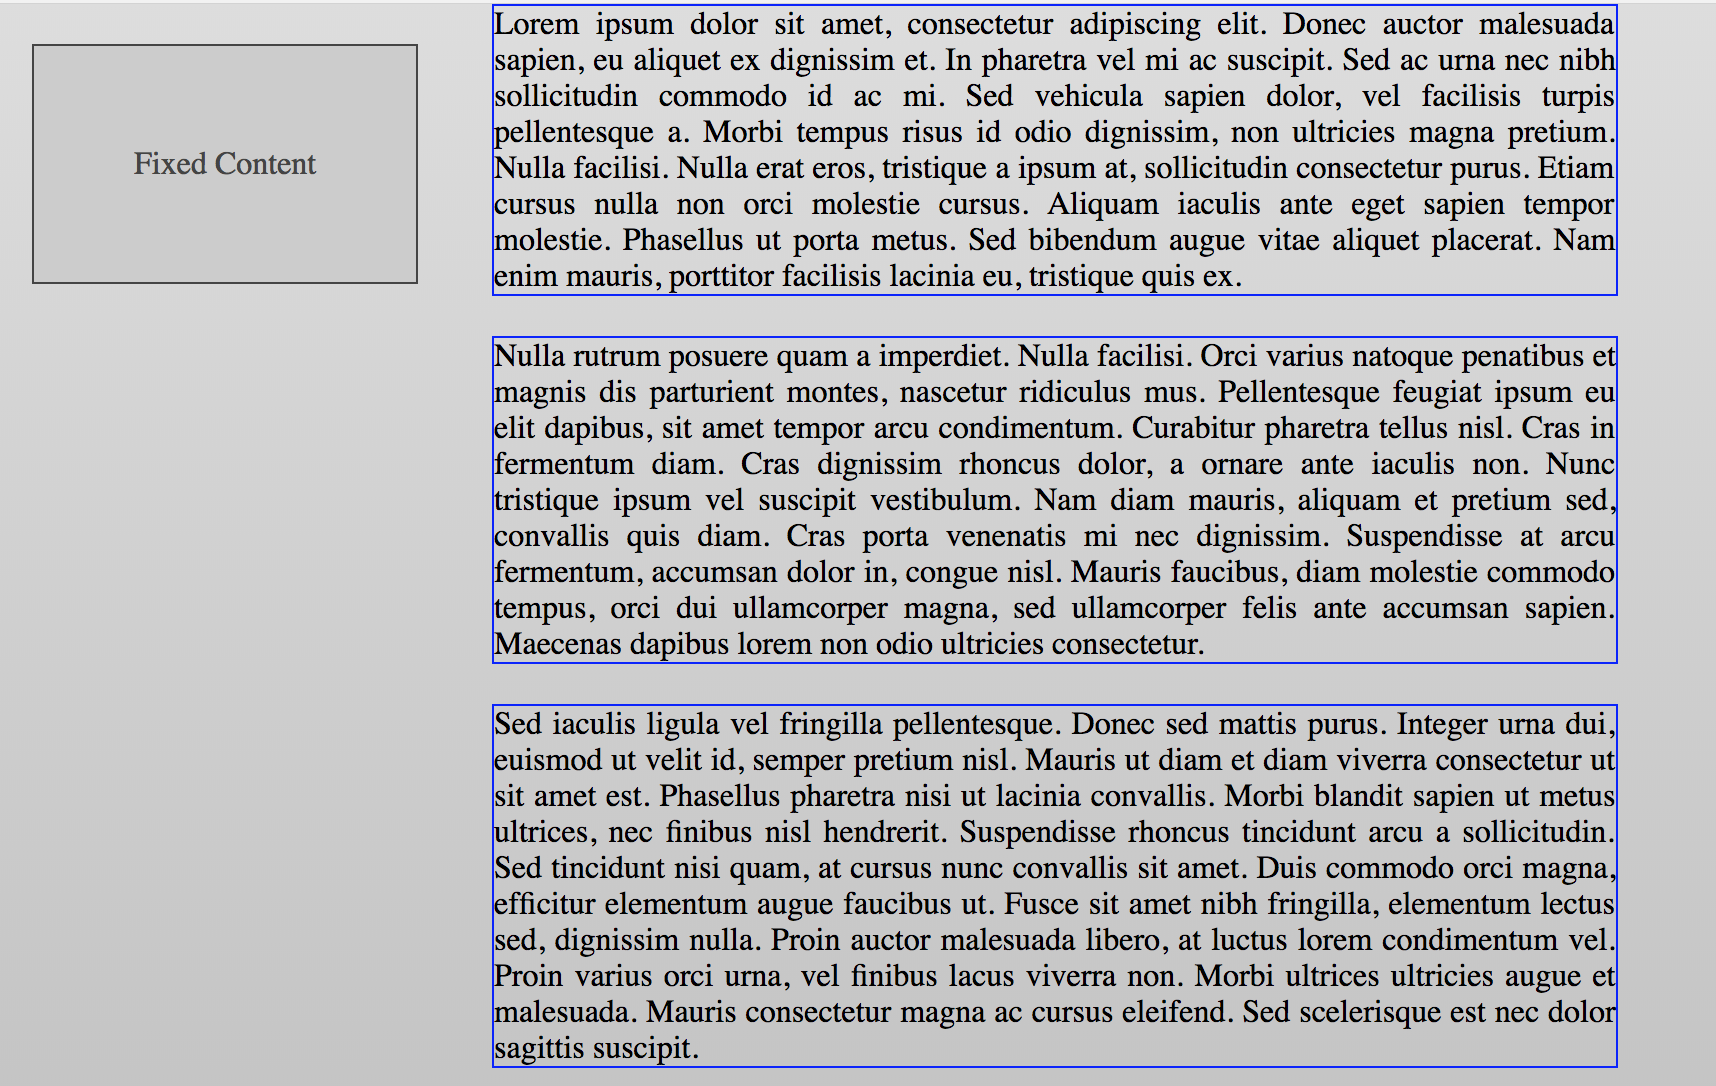 Fixed Content
Lorem ipsum dolor sit amet, consectetur adipiscing elit. Donec auctor malesuada
sapien, eu aliquet ex dignissim et. In pharetra vel mi ac suscipit. Sed ac urna nec nibh
sollicitudin commodo id ac mi. Sed vehicula sapien dolor, vel facilisis turpis
pellentesque a. Morbi tempus risus id odio dignissim, non ultricies magna pretium.
Nulla facilisi. Nulla erat eros, tristique a ipsum at, sollicitudin consectetur purus. Etiam
cursus nulla non orci molestie cursus. Aliquam iaculis ante eget sapien tempor
molestie. Phasellus ut porta metus. Sed bibendum augue vitae aliquet placerat. Nam
enim mauris, porttitor facilisis lacinia eu, tristique quis ex.
Nulla rutrum posuere quam a imperdiet. Nulla facilisi. Orci varius natoque penatibus et
magnis dis parturient montes, nascetur ridiculus mus. Pellentesque feugiat ipsum eu
elit dapibus, sit amet tempor arcu condimentum. Curabitur pharetra tellus nisl. Cras in
fermentum diam. Cras dignissim rhoncus dolor, a ornare ante iaculis non. Nunc
tristique ipsum vel suscipit vestibulum. Nam diam mauris, aliquam et pretium sed,
convallis quis diam. Cras porta venenatis mi nec dignissim. Suspendisse at arcu
fermentum, accumsan dolor in, congue nisl. Mauris faucibus, diam molestie commodo
tempus, orci dui ullamcorper magna, sed ullamcorper felis ante accumsan sapien.
Maecenas dapibus lorem non odio ultricies consectetur.
Sed iaculis ligula vel fringilla pellentesque. Donec sed mattis purus. Integer urna dui,
euismod ut velit id, semper pretium nisl. Mauris ut diam et diam viverra consectetur ut
sit amet est. Phasellus pharetra nisi ut lacinia convallis. Morbi blandit sapien ut metus
ultrices, nec finibus nisl hendrerit. Suspendisse rhoncus tincidunt arcu a sollicitudin.
Sed tincidunt nisi quam, at cursus nunc convallis sit amet. Duis commodo orci magna,
efficitur elementum augue faucibus ut. Fusce sit amet nibh fringilla, elementum lectus
sed, dignissim nulla. Proin auctor malesuada libero, at luctus lorem condimentum vel.
Proin varius orci urna, vel finibus lacus viverra non. Morbi ultrices ultricies augue et
malesuada. Mauris consectetur magna ac cursus eleifend. Sed scelerisque est nec dolor
sagittis suscipit.